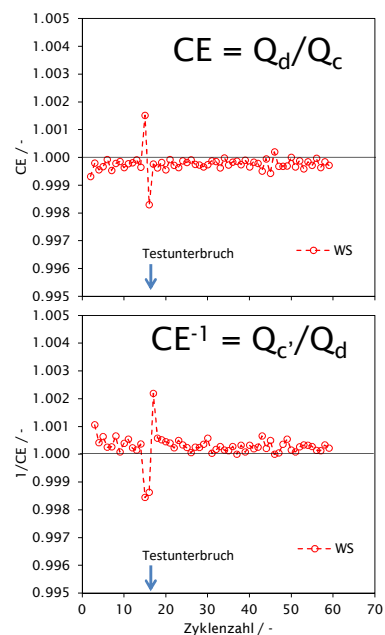 1.005
1.004
1.003
1.002
1.001
1.000
0.999
0.998
0.997
0.996
0.995
CE / -
CE = Qd/Qc
Testunterbruch
WS
1.005
1.004
1.003
1.002
1.001
1.000
0.999
0.998
0.997
0.996
0.995
1/CE / -
CE-1 = Qc'/Qd
Testunterbruch
WS
0 10 20 30 40 50 60 70
Zyklenzahl / -